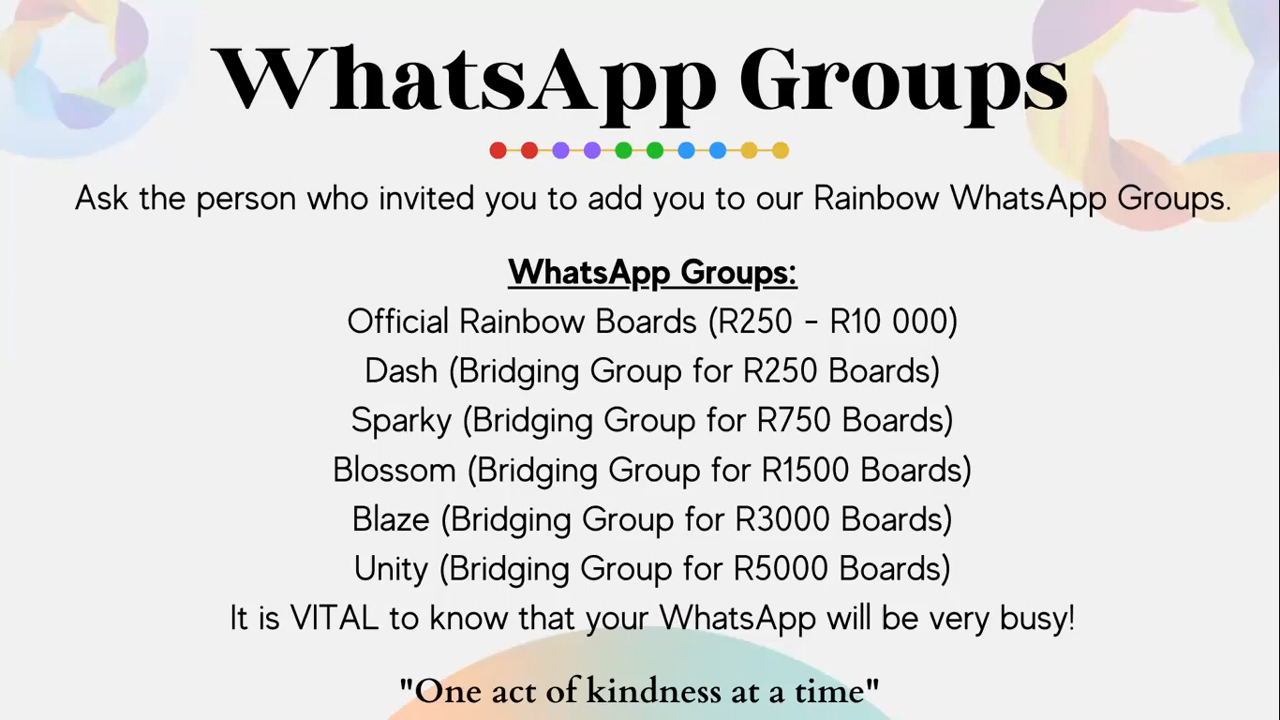 WhatsApp Groups
Ask the person who invited you to add you to our Rainbow WhatsApp Groups.
WhatsApp Groups:
Official Rainbow Boards (R250 - R10 000)
Dash (Bridging Group for R250 Boards)
Sparky (Bridging Group for R750 Boards)
Blossom (Bridging Group for R1500 Boards)
Blaze (Bridging Group for R3000 Boards)
Unity (Bridging Group for R5000 Boards)
It is VITAL to know that your WhatsApp will be very busy!
"One act of kindness at a time"